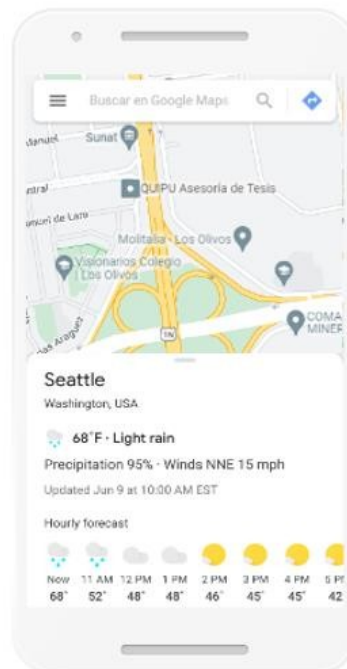 Buscar en Google Maps
Manuel
Sunat
QUIPU Asesoria de Tesis
Molitalia - Los Olivos
Visionarios Colegio
| Los Olivos
COMA
MINER
1N
Seattle
Washington, USA
68°F · Light rain
Precipitation 95% · Winds NNE 15 mph
Updated Jun 9 at 10:00 AM EST
Hourly forecast
Now 11 AM 12 PM 1 PM 2 PM 3 PM 4 PM 5 P
68° 52° 48° 48° 46° 45° 45° 42